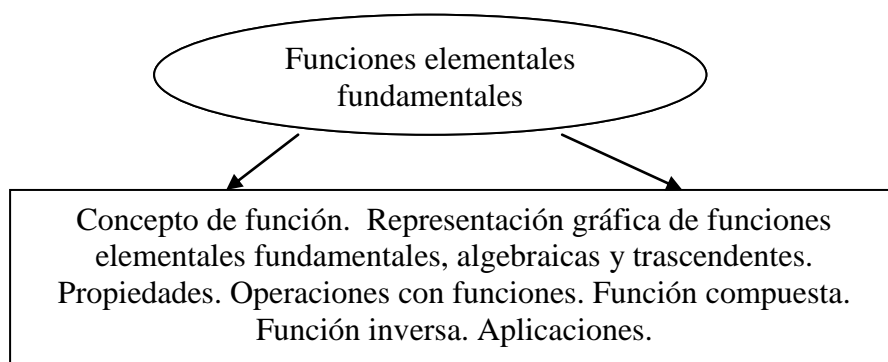 Funciones elementales
fundamentales
Concepto de función. Representación gráfica de funciones
elementales fundamentales, algebraicas y trascendentes.
Propiedades. Operaciones con funciones. Función compuesta.
Función inversa. Aplicaciones.